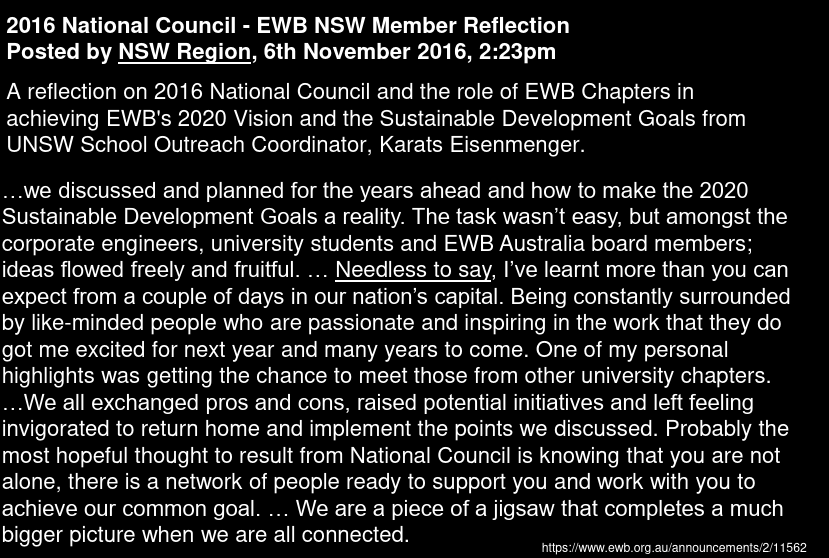 2016 National Council - EWB NSW Member Reflection
Posted by NSW Region, 6th November 2016, 2:23pm
A reflection on 2016 National Council and the role of EWB Chapters in
achieving EWB's 2020 Vision and the Sustainable Development Goals from
UNSW School Outreach Coordinator, Karats Eisenmenger.
…we discussed and planned for the years ahead and how to make the 2020
Sustainable Development Goals a reality. The task wasn’t easy, but amongst the
corporate engineers, university students and EWB Australia board members;
ideas flowed freely and fruitful. … Needless to say, I’ve learnt more than you can
expect from a couple of days in our nation’s capital. Being constantly surrounded
by like-minded people who are passionate and inspiring in the work that they do
got me excited for next year and many years to come. One of my personal
highlights was getting the chance to meet those from other university chapters.
…We all exchanged pros and cons, raised potential initiatives and left feeling
invigorated to return home and implement the points we discussed. Probably the
most hopeful thought to result from National Council is knowing that you are not
alone, there is a network of people ready to support you and work with you to
achieve our common goal. … We are a piece of a jigsaw that completes a much
bigger picture when we are all connected.
https://www.ewb.org.au/announcements/2/11562